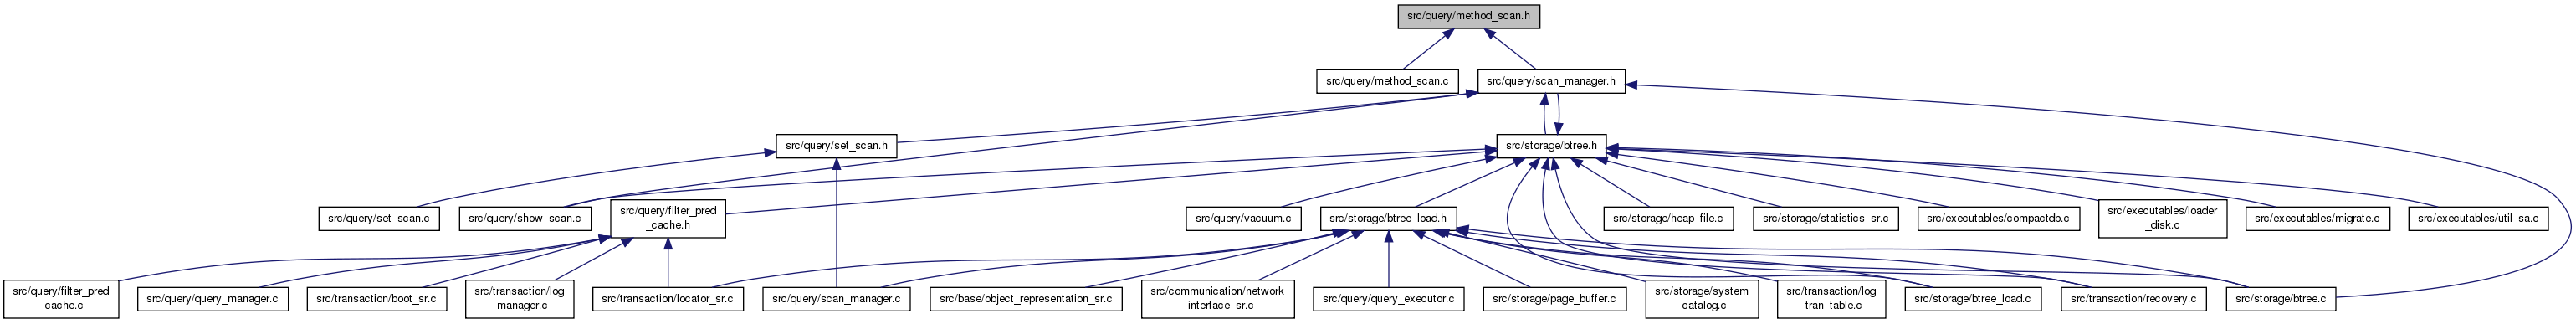 src/query/method_scan.h
src/query/method_scan.c
src/query/scan_manager.h
src/query/set_scan.h
src/storage/btree.h
src/query/set_scan.c
src/query/show_scan.c
src/query/filter_pred
_cache.h
src/query/vacuum.c
src/storage/btree_load.h
src/storage/heap_file.c
src/storage/statistics_sr.c
src/executables/compactdb.c
src/executables/loader
_disk.c
src/executables/migrate.c
src/executables/util_sa.c
src/query/filter_pred
_cache.c
src/query/query_manager.c
src/transaction/boot_sr.c
src/transaction/log
_manager.c
src/transaction/locator_sr.c
src/query/scan_manager.c
src/base/object_representation_sr.c
src/communication/network
_interface_sr.c
src/query/query_executor.c
src/storage/page_buffer.c
src/storage/system
_catalog.c
src/transaction/log
_tran_table.c
src/storage/btree_load.c
src/transaction/recovery.c
src/storage/btree.c